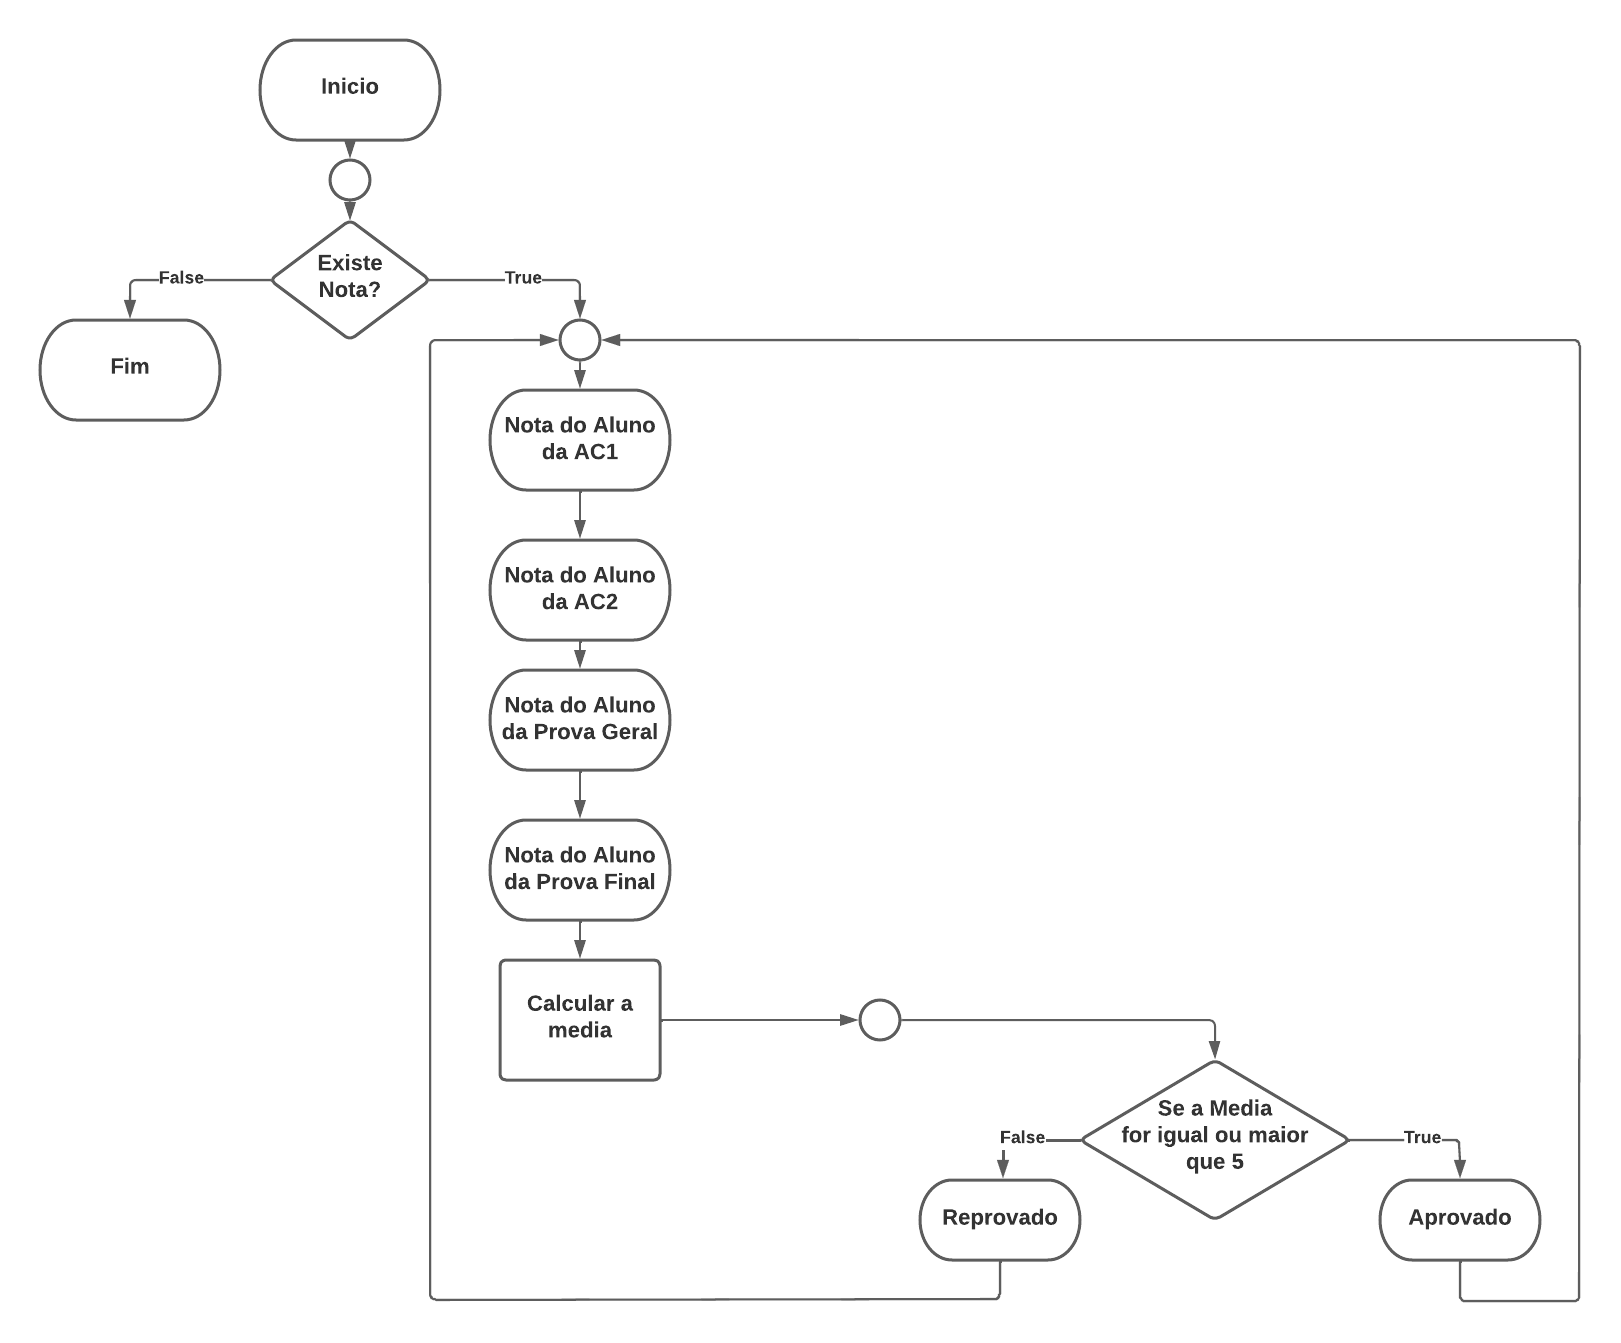 Inicio
Existe
Nota?
False
True
Fim
Nota do Aluno
da AC1
Nota do Aluno
da AC2
Nota do Aluno
da Prova Geral
Nota do Aluno
da Prova Final
Calcular a
media
Se a Media
for igual ou maior
que 5
False
True
Reprovado
Aprovado